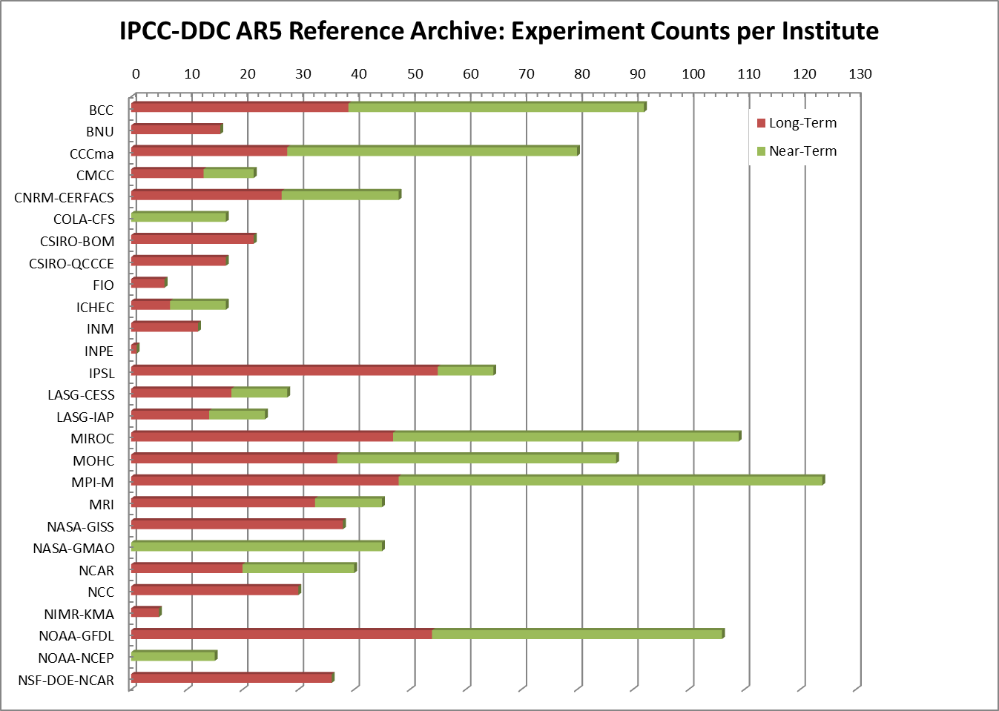 IPCC-DDC AR5 Reference Archive: Experiment Counts per Institute
0 10 20 30 40 50 60 70 80 90 100 110 120 130
BCC
Long-Term
BNU
CCCma
Near-Term
CMCC
CNRM-CERFACS
COLA-CFS
CSIRO-BOM
CSIRO-QCCCE
FIO
ICHEC
INM
INPE
IPSL
LASG-CESS
LASG-IAP
MIROC
MOHC
MPI-M
MRI
NASA-GISS
NASA-GMAO
NCAR
NCC
NIMR-KMA
NOAA-GFDL
NOAA-NCEP
NSF-DOE-NCAR